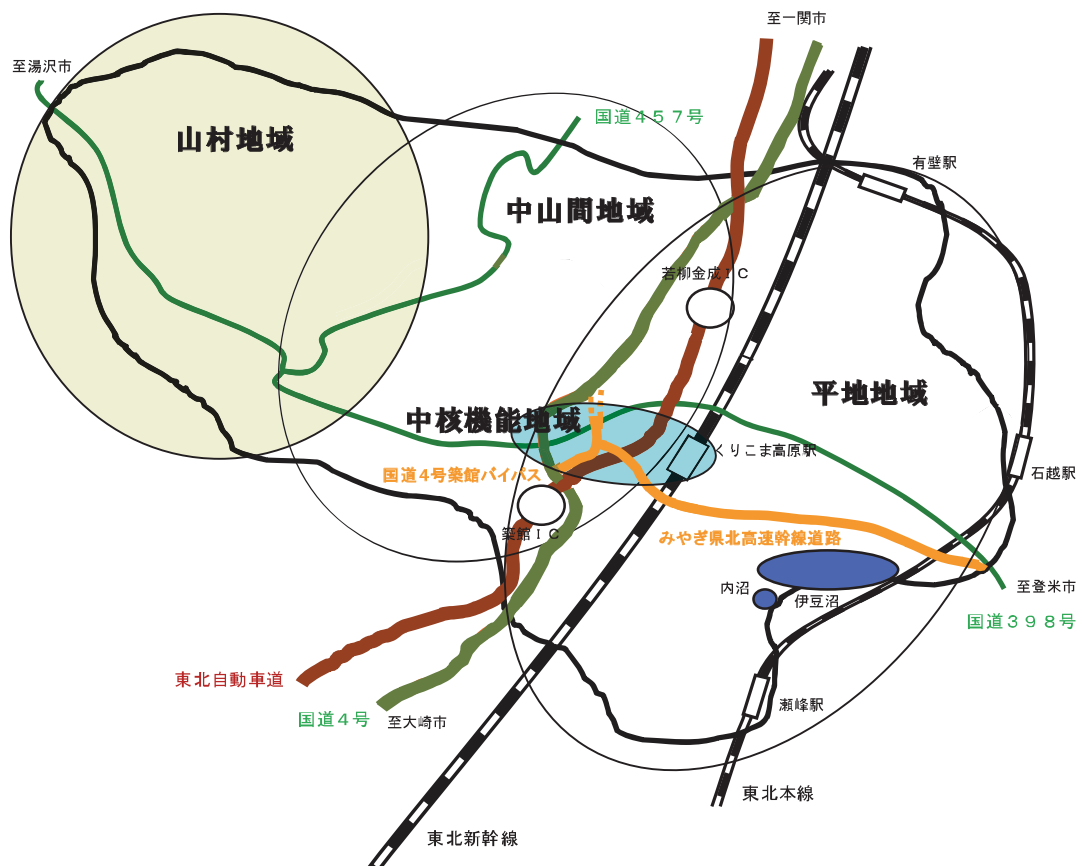 至一関市
至湯沢市
国道４５７号
山村地域
有壁駅
中山間地域
若柳金成ＩＣ
平地地域
中核機能地域
くりこま高原駅
国道4号築館バイパス
石越駅
築館ＩＣ
みやぎ県北高速幹線道路
内沼
伊豆沼
至登米市
国道３９８号
東北自動車道
瀬峰駅
国道４号
至大崎市
東北本線
東北新幹線